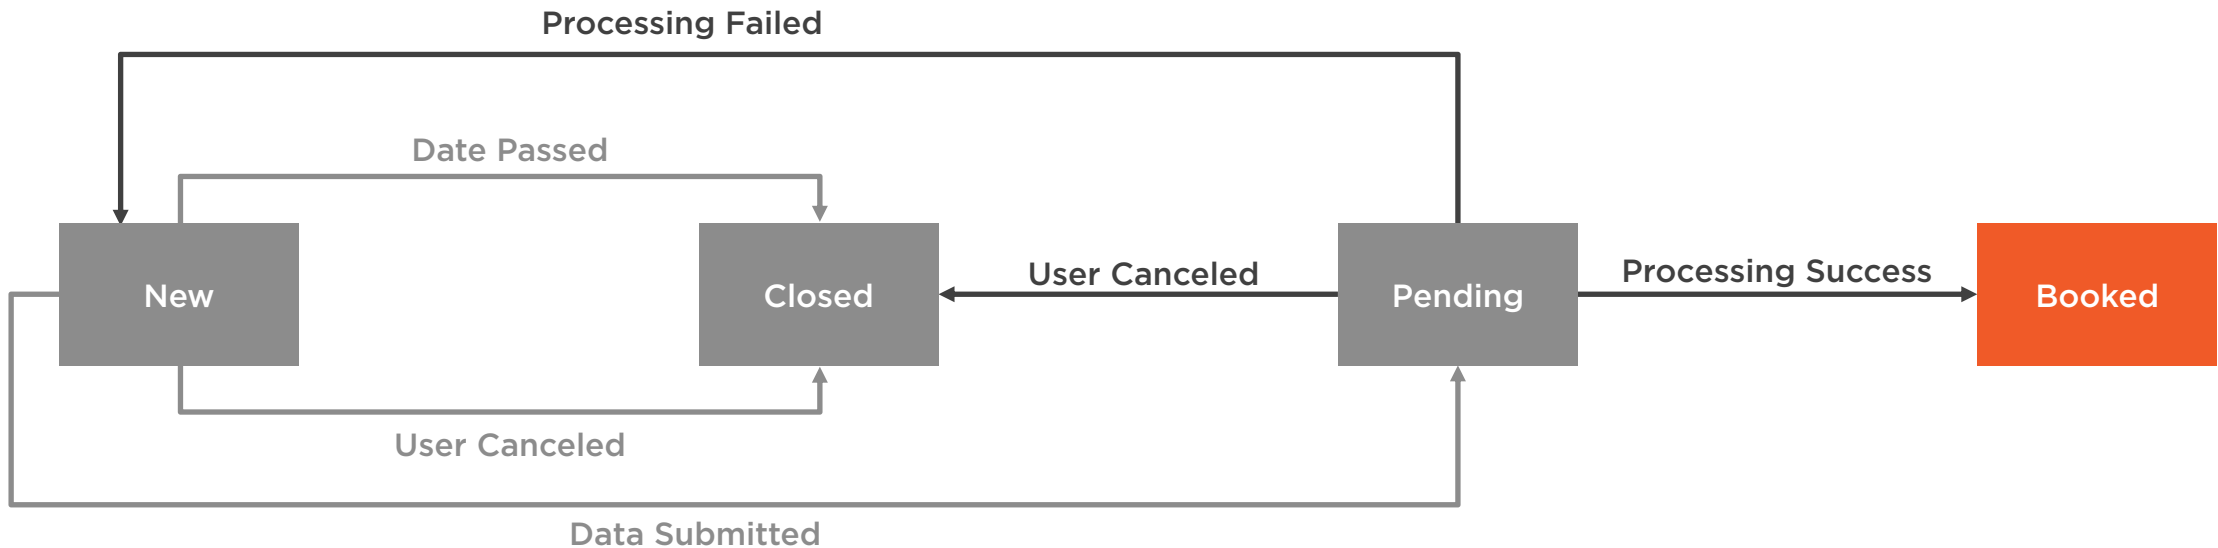 Processing Failed
Date Passed
New
Closed
User Canceled
Pending
Processing Success
Booked
User Canceled
Data Submitted